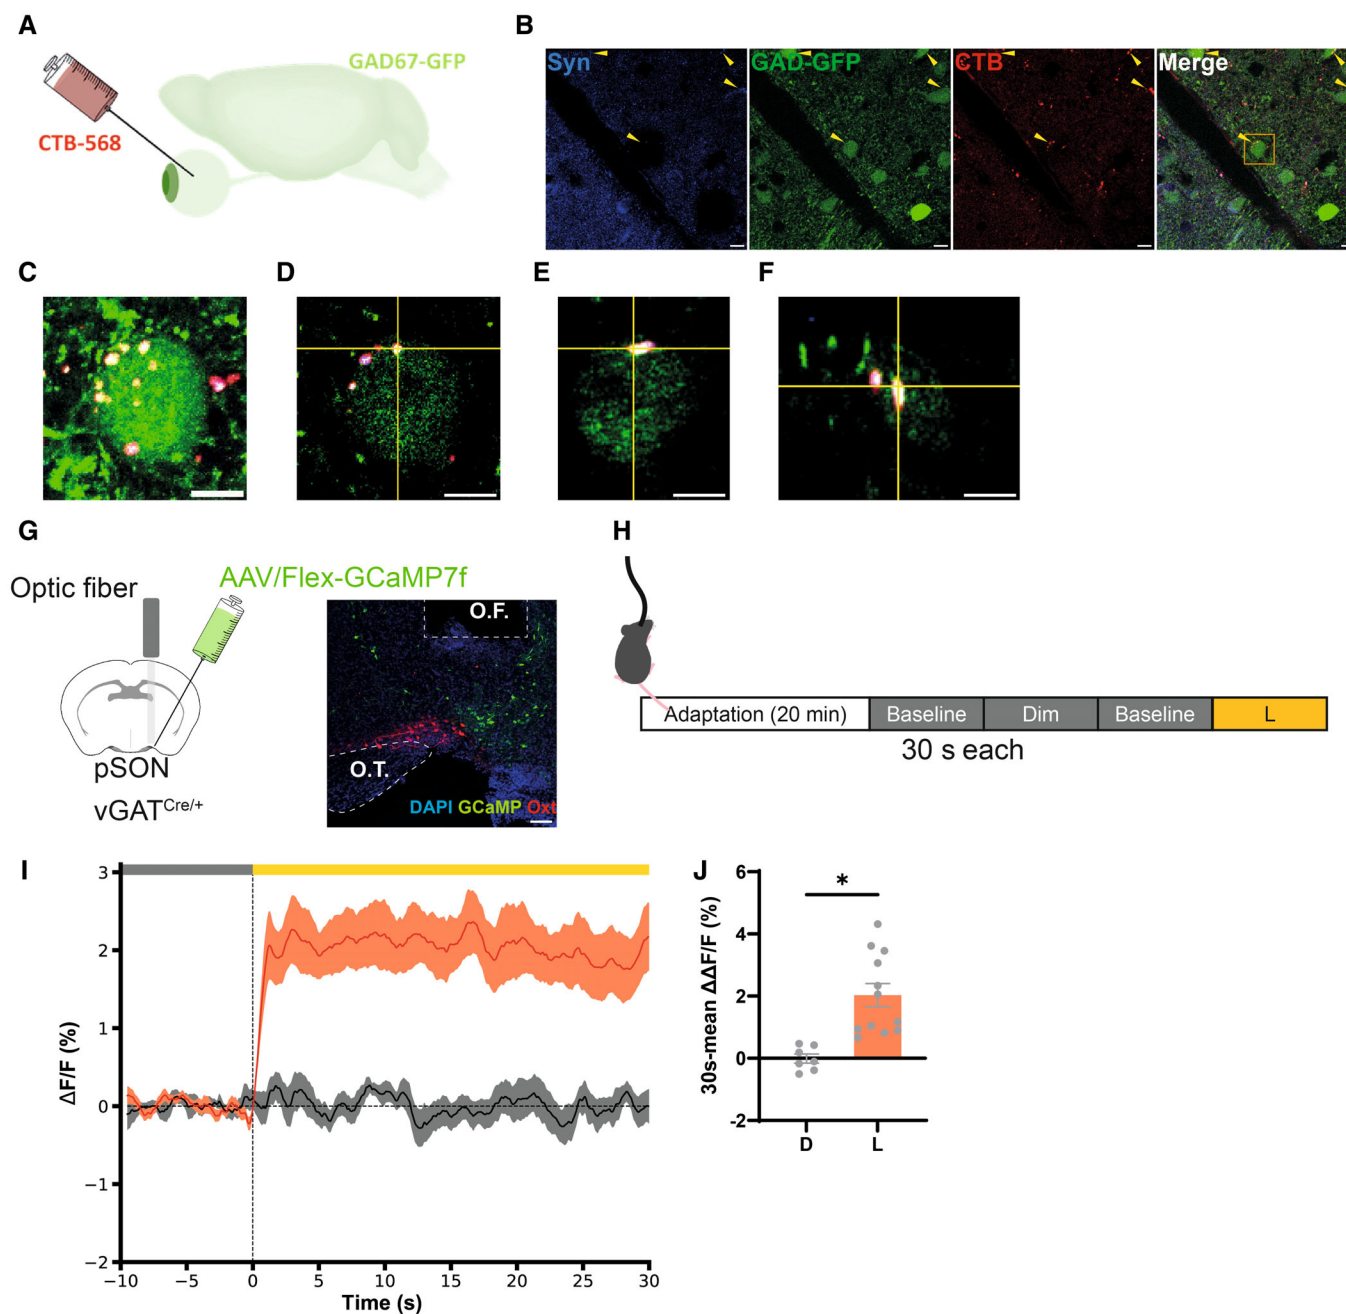 A
GAD67-GFP
CTB-568
B
Syn
GAD-GFP
CTB
Merge
C
D
E
F
G
Optic fiber
AAV/Flex-GCaMP7f
pSON
vGATCre/+
O.F.
O.T.
DAPI GCaMP Oxt
H
Adaptation (20 min)
Baseline
Dim
Baseline
L
30 s each
I
3
2
1
0
−1
−2
ΔF/F (%)
−10
−5
0
5
10
15
20
25
30
Time (s)
J
*
6
4
2
0
-2
30s-mean ΔΔF/F (%)
D
L